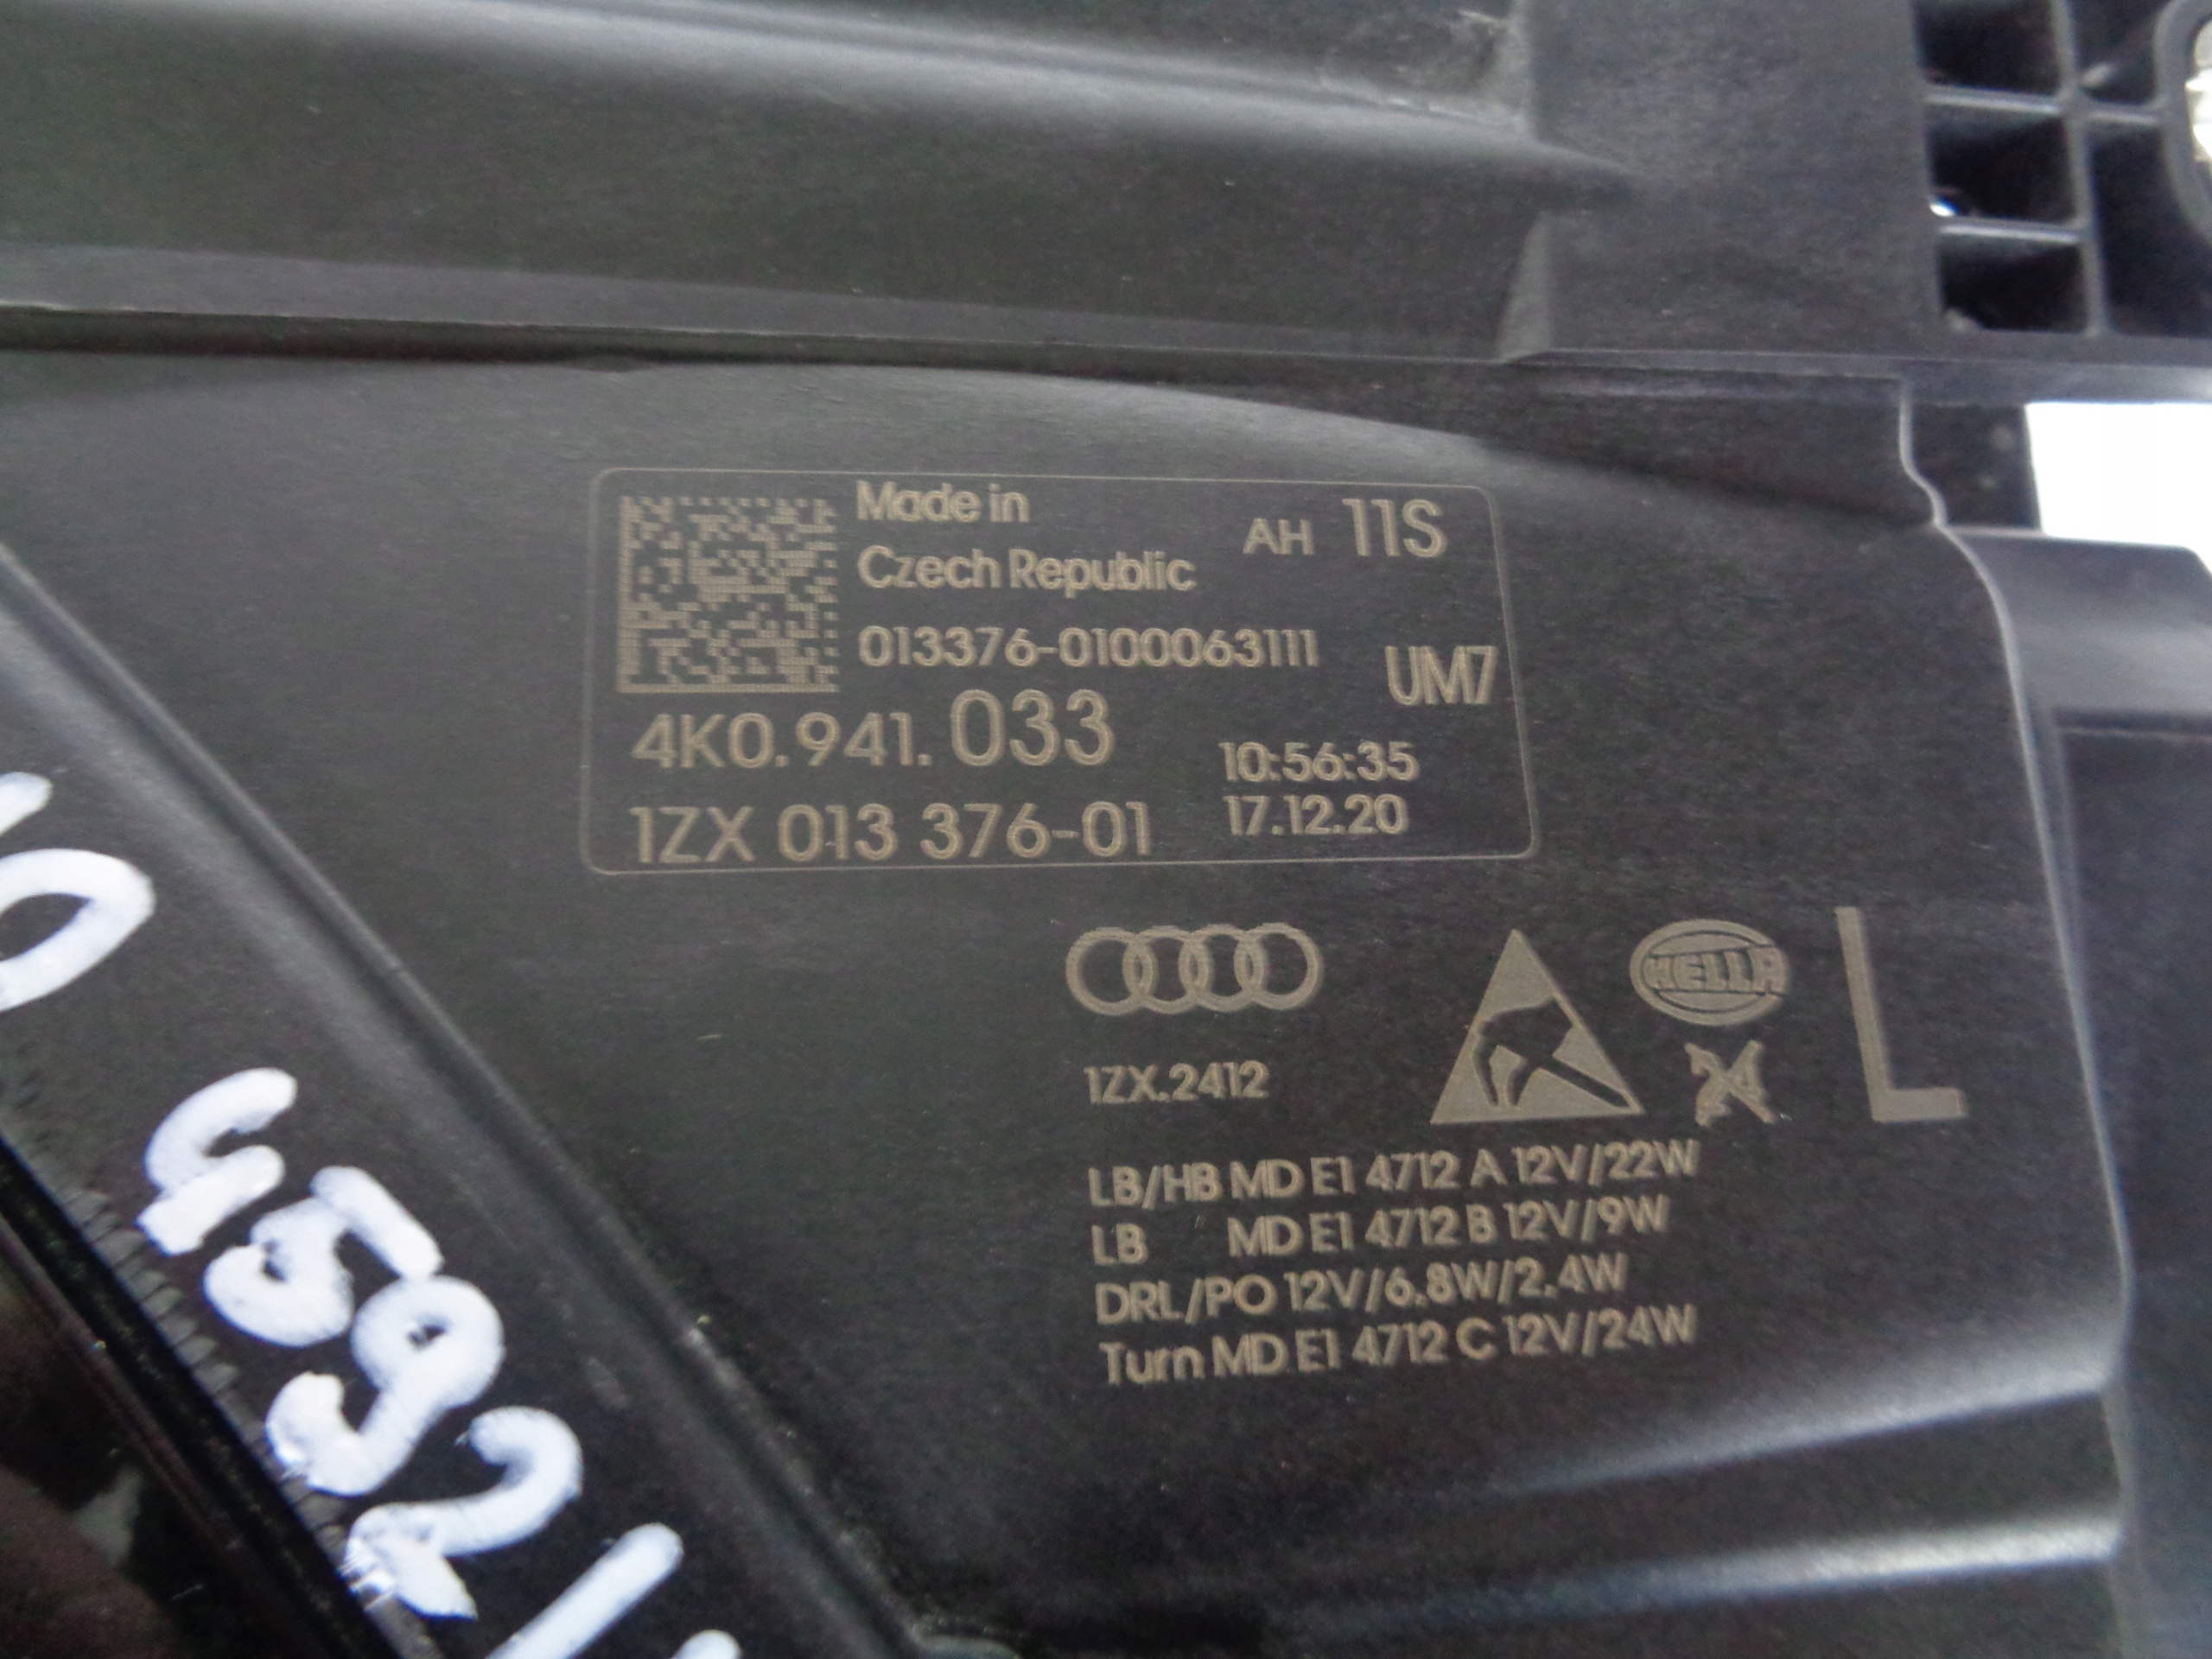 Made in
AH 11S
Czech Republic
013376-0100063111
UM7
4K0.941.033
10:56:35
1ZX 013 376-01
17.12.20
HELLA
L
1ZX.2412
LB/HB MD E1 4712 A 12V/22W
LB MD E1 4712 B 12V/9W
DRL/PO 12V/6.8W/2.4W
Turn MD E1 4712 C 12V/24W
45921